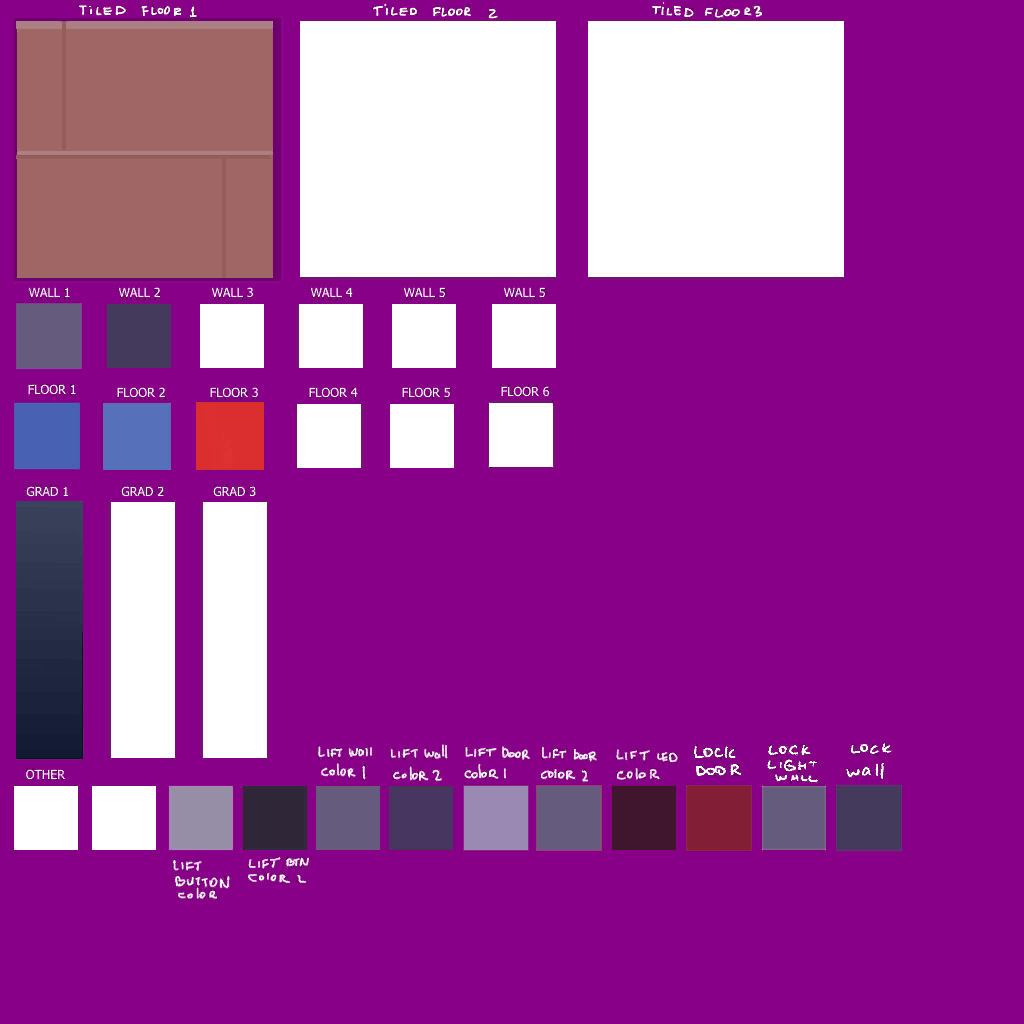 TILED FLOOR 1
TILED FLOOR 2
TILED FLOOR3
WALL 1
WALL 2
WALL 3
WALL 4
WALL 5
WALL 5
FLOOR 1
FLOOR 2
FLOOR 3
FLOOR 4
FLOOR 5
FLOOR 6
GRAD 1
GRAD 2
GRAD 3
OTHER
LIFT WALL
COLOR 1
LIFT WALL
COLOR 2
LIFT DOOR
COLOR 1
LIFT DOOR
COLOR 2
LIFT LED
COLOR
LOCK
DOOR
LOCK
LIGHT
WALL
LOCK
WALL
LIFT
BUTTON
COLOR
LIFT BTN
COLOR 2